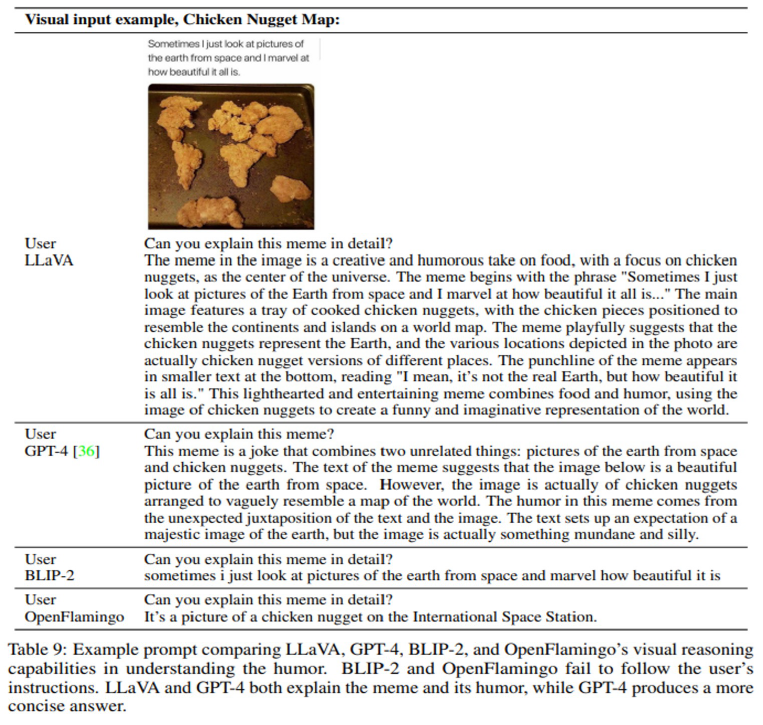 Visual input example, Chicken Nugget Map:
Sometimes I just look at pictures of
the earth from space and I marvel at
how beautiful it all is.
User Can you explain this meme in detail?
LLaVA The meme in the image is a creative and humorous take on food, with a focus on chicken
nuggets, as the center of the universe. The meme begins with the phrase "Sometimes I just
look at pictures of the Earth from space and I marvel at how beautiful it all is..." The main
image features a tray of cooked chicken nuggets, with the chicken pieces positioned to
resemble the continents and islands on a world map. The meme playfully suggests that the
chicken nuggets represent the Earth, and the various locations depicted in the photo are
actually chicken nugget versions of different places. The punchline of the meme appears
in smaller text at the bottom, reading "I mean, it's not the real Earth, but how beautiful it
is all is." This lighthearted and entertaining meme combines food and humor, using the
image of chicken nuggets to create a funny and imaginative representation of the world.
User Can you explain this meme?
GPT-4 [36] This meme is a joke that combines two unrelated things: pictures of the earth from space
and chicken nuggets. The text of the meme suggests that the image below is a beautiful
picture of the earth from space. However, the image is actually of chicken nuggets
arranged to vaguely resemble a map of the world. The humor in this meme comes from
the unexpected juxtaposition of the text and the image. The text sets up an expectation of a
majestic image of the earth, but the image is actually something mundane and silly.
User Can you explain this meme in detail?
BLIP-2 sometimes i just look at pictures of the earth from space and marvel how beautiful it is
User Can you explain this meme in detail?
OpenFlamingo It's a picture of a chicken nugget on the International Space Station.
Table 9: Example prompt comparing LLaVA, GPT-4, BLIP-2, and OpenFlamingo's visual reasoning
capabilities in understanding the humor. BLIP-2 and OpenFlamingo fail to follow the user's
instructions. LLaVA and GPT-4 both explain the meme and its humor, while GPT-4 produces a more
concise answer.